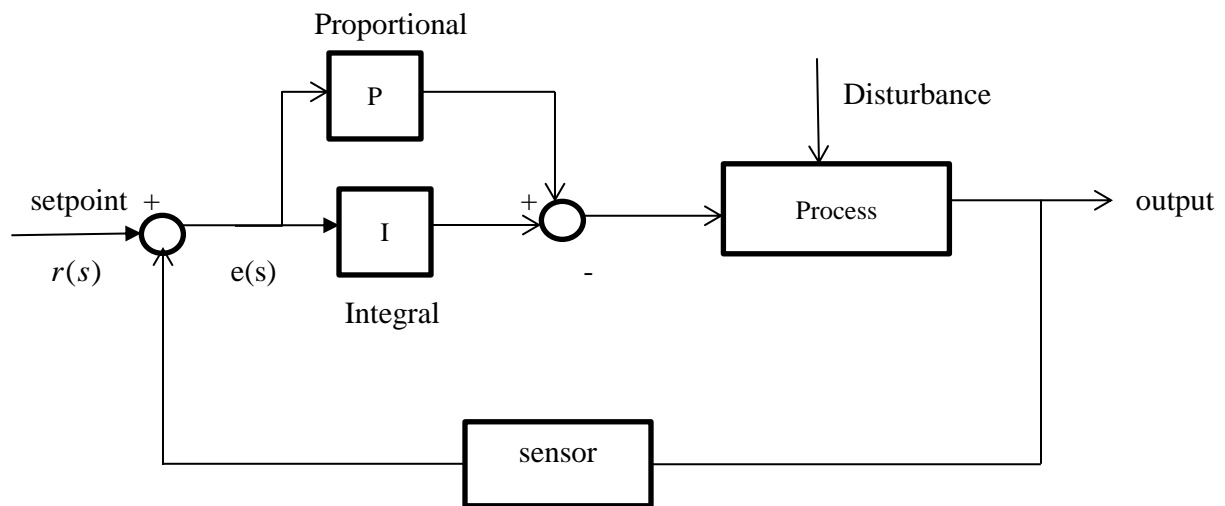 Proportional
P
Disturbance
setpoint +
+
Process
output
I
r(s)
e(s)
-
Integral
sensor